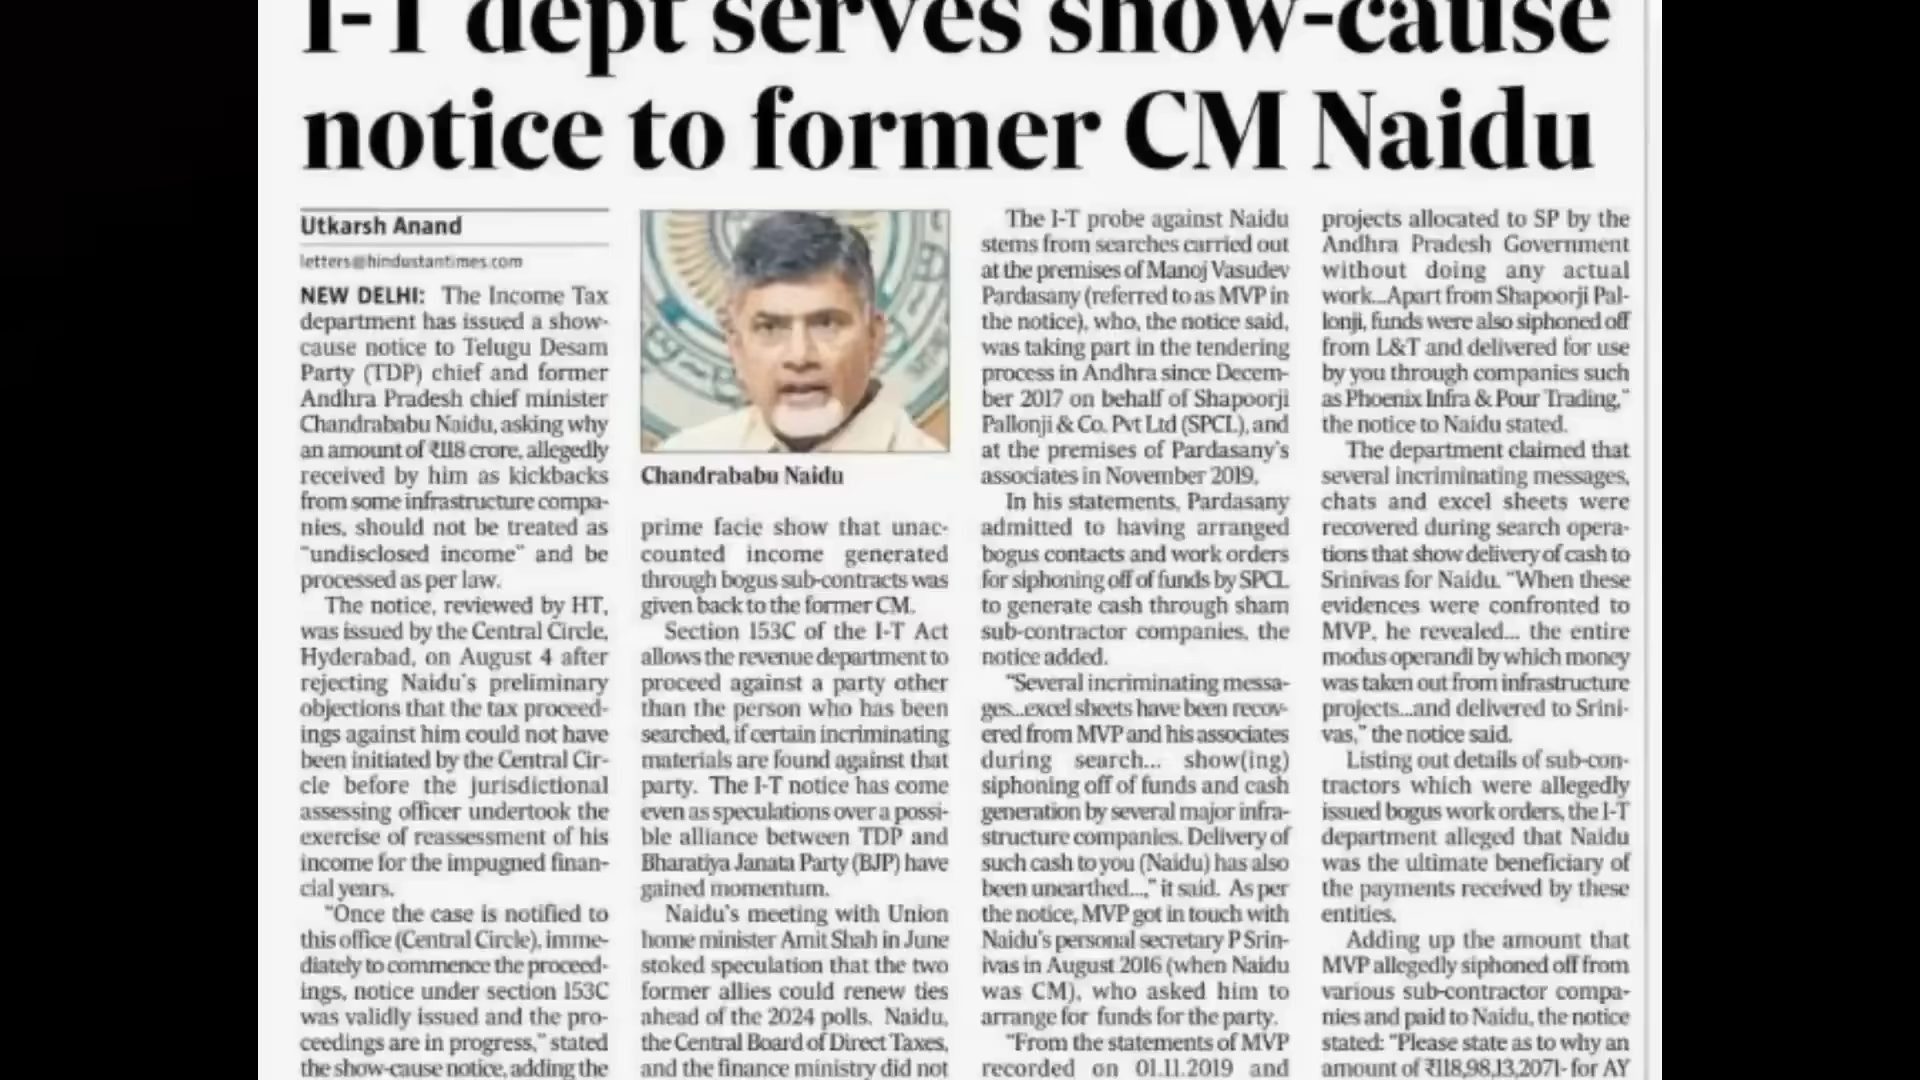 I-T dept serves show-cause
notice to former CM Naidu
Utkarsh Anand
letters@hindustantimes.com
NEW DELHI: The Income Tax
department has issued a show-
cause notice to Telugu Desam
Party (TDP) chief and former
Andhra Pradesh chief minister
Chandrababu Naidu, asking why
an amount of ₹118 crore, allegedly
received by him as kickbacks
from some infrastructure compa-
nies, should not be treated as
"undisclosed income" and be
processed as per law.
The notice, reviewed by HT,
was issued by the Central Circle,
Hyderabad, on August 4 after
rejecting Naidu's preliminary
objections that the tax proceed-
ings against him could not have
been initiated by the Central Cir-
cle before the jurisdictional
assessing officer undertook the
exercise of reassessment of his
income for the impugned finan-
cial years.
"Once the case is notified to
this office (Central Circle), imme-
diately to commence the proceed-
ings, notice under section 153C
was validly issued and the pro-
ceedings are in progress," stated
the show-cause notice, adding the
Chandrababu Naidu
prime facie show that unac-
counted income generated
through bogus sub-contracts was
given back to the former CM.
Section 153C of the I-T Act
allows the revenue department to
proceed against a party other
than the person who has been
searched, if certain incriminating
materials are found against that
party. The I-T notice has come
even as speculations over a possi-
ble alliance between TDP and
Bharatiya Janata Party (BJP) have
gained momentum.
Naidu's meeting with Union
home minister Amit Shah in June
stoked speculation that the two
former allies could renew ties
ahead of the 2024 polls. Naidu,
the Central Board of Direct Taxes,
and the finance ministry did not
The I-T probe against Naidu
stems from searches carried out
at the premises of Manoj Vasudev
Pardasany (referred to as MVP in
the notice), who, the notice said,
was taking part in the tendering
process in Andhra since Decem-
ber 2017 on behalf of Shapoorji
Pallonji & Co. Pvt Ltd (SPCL), and
at the premises of Pardasany's
associates in November 2019.
In his statements, Pardasany
admitted to having arranged
bogus contacts and work orders
for siphoning off of funds by SPCL
to generate cash through sham
sub-contractor companies, the
notice added.
"Several incriminating messa-
ges...excel sheets have been recov-
ered from MVP and his associates
during search... show(ing)
siphoning off of funds and cash
generation by several major infra-
structure companies. Delivery of
such cash to you (Naidu) has also
been unearthed...," it said. As per
the notice, MVP got in touch with
Naidu's personal secretary P Srin-
ivas in August 2016 (when Naidu
was CM), who asked him to
arrange for funds for the party.
"From the statements of MVP
recorded on 01.11.2019 and
projects allocated to SP by the
Andhra Pradesh Government
without doing any actual
work...Apart from Shapoorji Pal-
lonji, funds were also siphoned off
from L&T and delivered for use
by you through companies such
as Phoenix Infra & Pour Trading,"
the notice to Naidu stated.
The department claimed that
several incriminating messages,
chats and excel sheets were
recovered during search opera-
tions that show delivery of cash to
Srinivas for Naidu. "When these
evidences were confronted to
MVP, he revealed... the entire
modus operandi by which money
was taken out from infrastructure
projects...and delivered to Srini-
vas," the notice said.
Listing out details of sub-con-
tractors which were allegedly
issued bogus work orders, the I-T
department alleged that Naidu
was the ultimate beneficiary of
the payments received by these
entities.
Adding up the amount that
MVP allegedly siphoned off from
various sub-contractor compa-
nies and paid to Naidu, the notice
stated: "Please state as to why an
amount of ₹118,98,13,207/- for AY